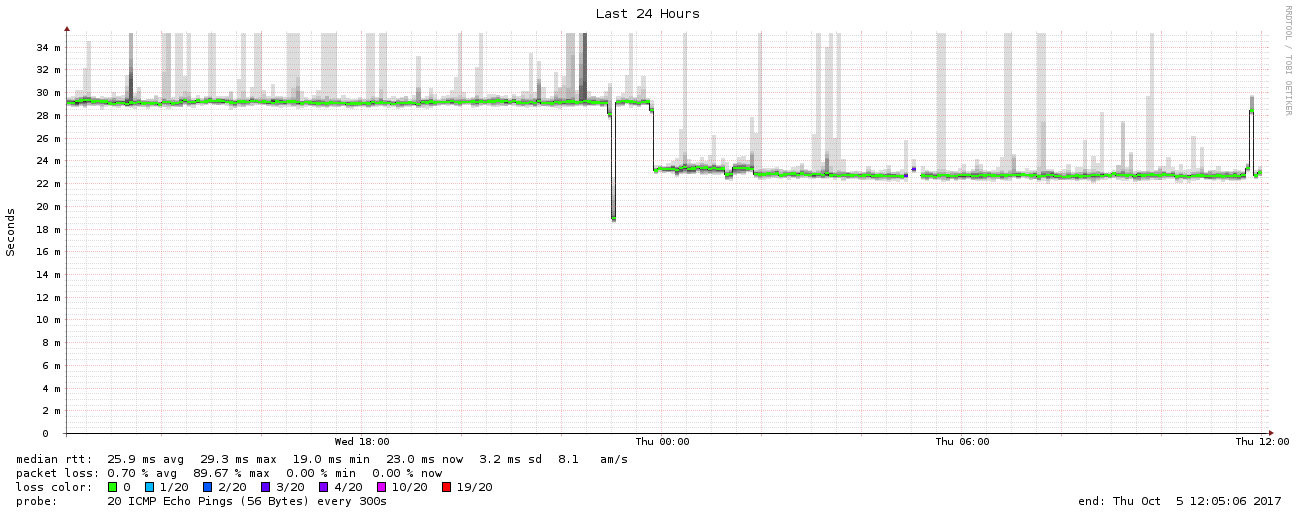 Last 24 Hours
RRDTOOL / TOBI OETIKER
Seconds
34 m
32 m
30 m
28 m
26 m
24 m
22 m
20 m
18 m
16 m
14 m
12 m
10 m
8 m
6 m
4 m
2 m
0
Wed 18:00 Thu 00:00 Thu 06:00 Thu 12:00
median rtt: 25.9 ms avg 29.3 ms max 19.0 ms min 23.0 ms now 3.2 ms sd 8.1 am/s
packet loss: 0.70 % avg 89.67 % max 0.00 % min 0.00 % now
loss color: 0 1/20 2/20 3/20 4/20 10/20 19/20
probe: 20 ICMP Echo Pings (56 Bytes) every 300s end: Thu Oct 5 12:05:06 2017